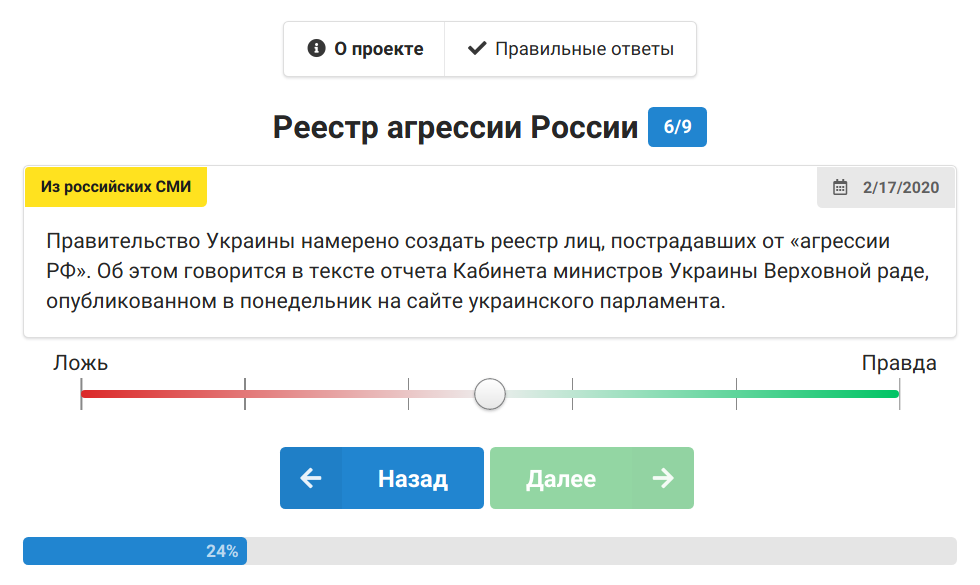 О проекте
Правильные ответы
Реестр агрессии России 6/9
Из российских СМИ
2/17/2020
Правительство Украины намерено создать реестр лиц, пострадавших от «агрессии
РФ». Об этом говорится в тексте отчета Кабинета министров Украины Верховной раде,
опубликованном в понедельник на сайте украинского парламента.
Ложь
Правда
Назад
Далее
24%